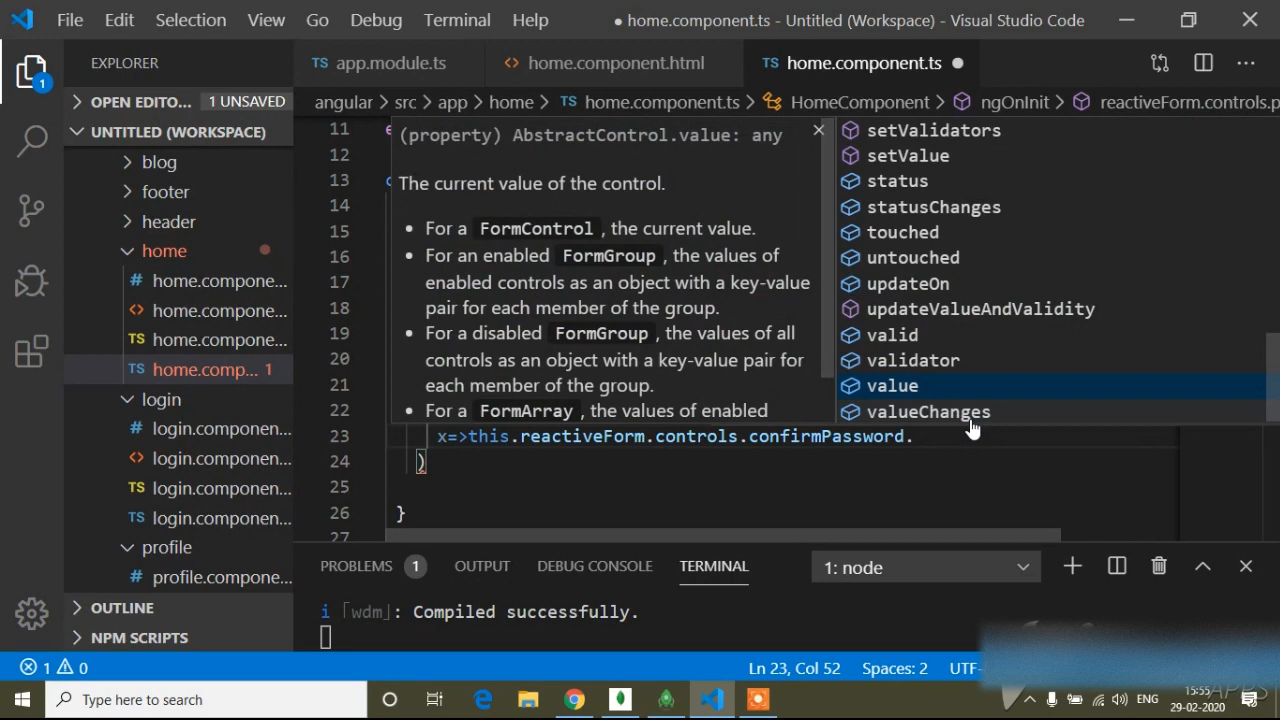 File Edit Selection View Go Debug Terminal Help
● home.component.ts - Untitled (Workspace) - Visual Studio Code
EXPLORER
TS app.module.ts <> home.component.html TS home.component.ts ●
OPEN EDITO... 1 UNSAVED
angular > src > app > home > TS home.component.ts > HomeComponent > ngOnInit > reactiveForm.controls.p
UNTITLED (WORKSPACE)
1
blog
footer
header
home
# home.compone...
<> home.compone...
TS home.compone...
TS home.comp... 1
login
# login.componen...
<> login.componen...
TS login.componen...
TS login.componen...
profile
# profile.compone...
OUTLINE
NPM SCRIPTS
11
12
13
14
15
16
17
18
19
20
21
22
23 x=>this.reactiveForm.controls.confirmPassword.
24 )
25
26 }
27
(property) AbstractControl.value: any
The current value of the control.
• For a FormControl , the current value.
• For an enabled FormGroup , the values of
enabled controls as an object with a key-value
pair for each member of the group.
• For a disabled FormGroup , the values of all
controls as an object with a key-value pair for
each member of the group.
• For a FormArray , the values of enabled
setValidators
setValue
status
statusChanges
touched
untouched
updateOn
updateValueAndValidity
valid
validator
value
valueChanges
PROBLEMS 1 OUTPUT DEBUG CONSOLE TERMINAL 1: node
i ｢wdm｣: Compiled successfully.
1 0 Ln 23, Col 52 Spaces: 2 UTF-
Type here to search
ENG
15:55
29-02-2020